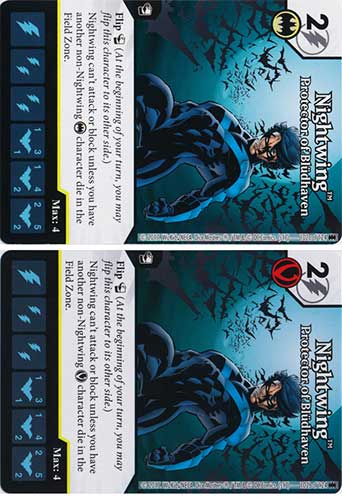 2
Nightwing™
Protector of Blüdhaven
Flip (At the beginning of your turn, you may
flip this character to its other side.)
Nightwing can't attack or block unless you have
another non-Nightwing character die in the
Field Zone.
Max: 4
2
Nightwing™
Protector of Blüdhaven
Flip (At the beginning of your turn, you may
flip this character to its other side.)
Nightwing can't attack or block unless you have
another non-Nightwing character die in the
Field Zone.
Max: 4